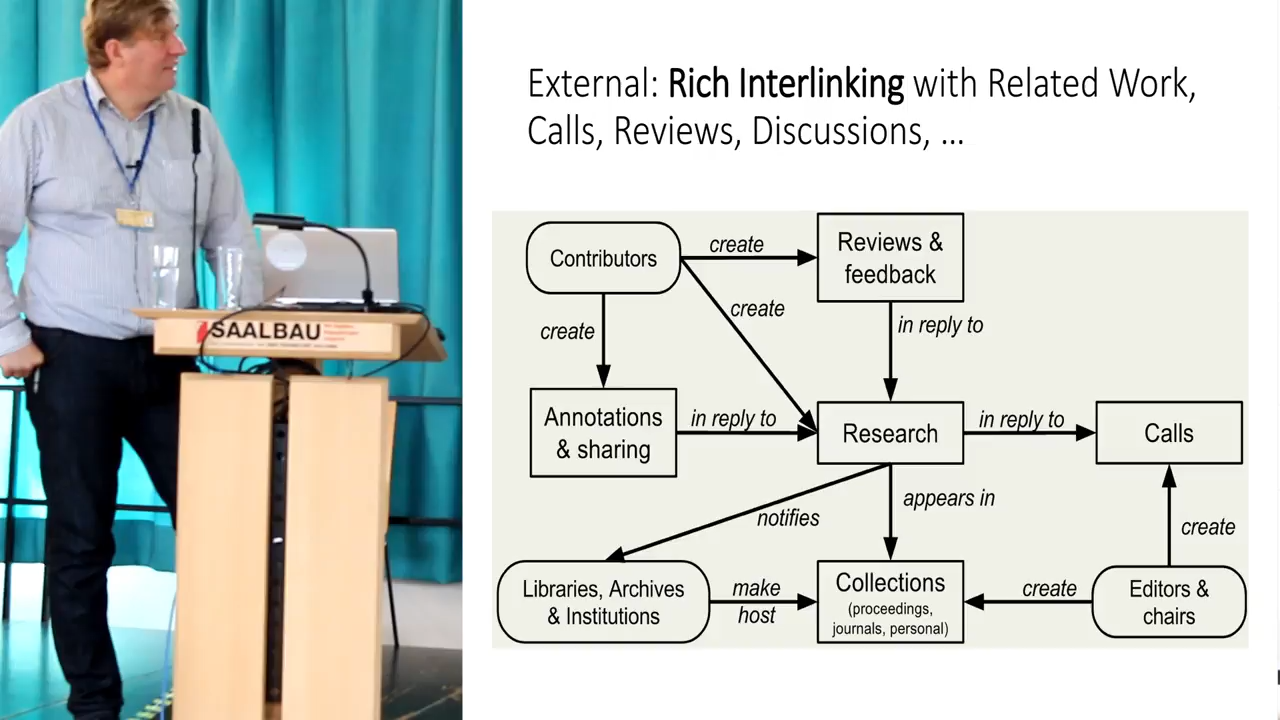 External: Rich Interlinking with Related Work,
Calls, Reviews, Discussions, ...
Contributors
create
Reviews &
feedback
create
create
in reply to
Annotations
& sharing
in reply to
Research
in reply to
Calls
notifies
appears in
create
Libraries, Archives
& Institutions
make
host
Collections
(proceedings,
journals, personal)
create
Editors &
chairs
SAALBAU